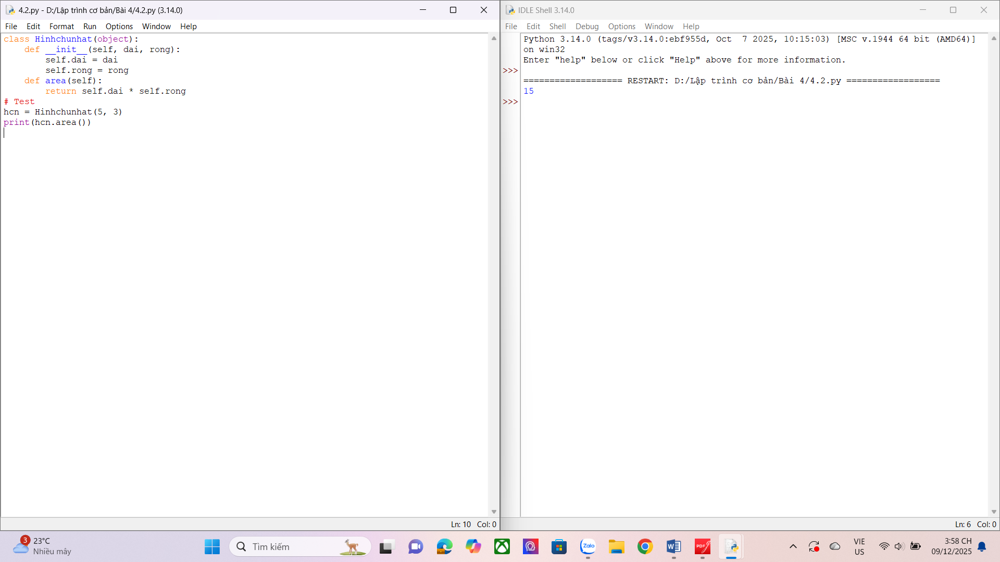 4.2.py - D:/Lập trình cơ bản/Bài 4/4.2.py (3.14.0)
File Edit Format Run Options Window Help
class Hinhchunhat(object):
    def __init__(self, dai, rong):
        self.dai = dai
        self.rong = rong
    def area(self):
        return self.dai * self.rong
# Test
hcn = Hinhchunhat(5, 3)
print(hcn.area())
Ln: 10 Col: 0
IDLE Shell 3.14.0
File Edit Shell Debug Options Window Help
Python 3.14.0 (tags/v3.14.0:ebf955d, Oct  7 2025, 10:15:03) [MSC v.1944 64 bit (AMD64)]
on win32
Enter "help" below or click "Help" above for more information.
>>>
=================== RESTART: D:/Lập trình cơ bản/Bài 4/4.2.py ==================
15
>>>
Ln: 6 Col: 0
3
23°C
Nhiều mây
Tìm kiếm
Zalo
W
PDF
VIE
US
3:58 CH
09/12/2025